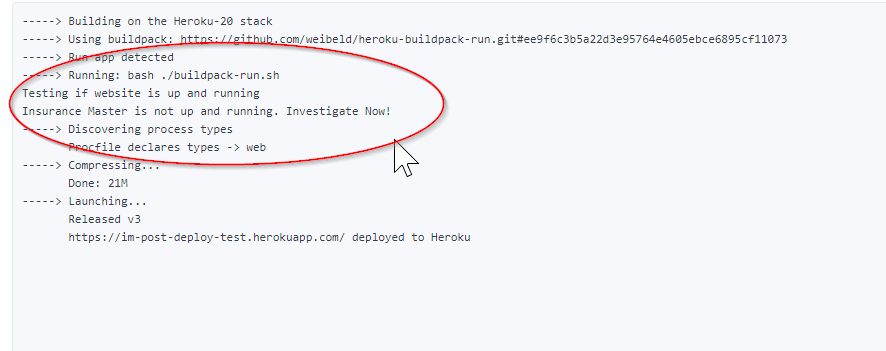 -----> Building on the Heroku-20 stack
-----> Using buildpack: https://github.com/weibeld/heroku-buildpack-run.git#ee9f6c3b5a22d3e95764e4605ebce6895cf11073
-----> Run app detected
-----> Running: bash ./buildpack-run.sh
Testing if website is up and running
Insurance Master is not up and running. Investigate Now!
-----> Discovering process types
Procfile declares types -> web
-----> Compressing...
Done: 21M
-----> Launching...
Released v3
https://im-post-deploy-test.herokuapp.com/ deployed to Heroku